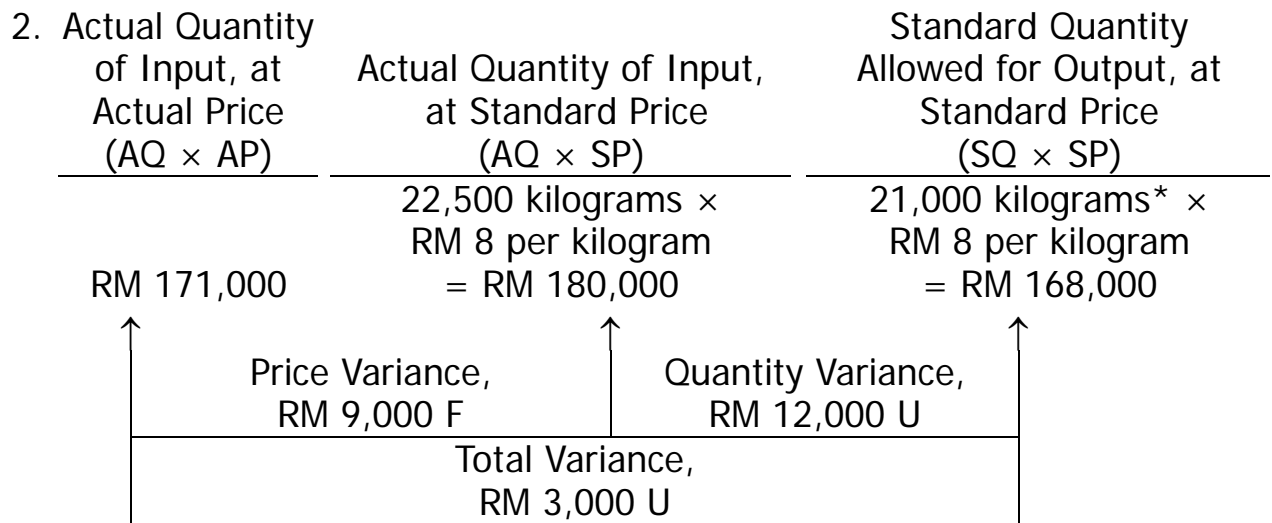 2. Actual Quantity of Input, at Actual Price (AQ × AP)
Actual Quantity of Input, at Standard Price (AQ × SP)
Standard Quantity Allowed for Output, at Standard Price (SQ × SP)
RM 171,000
22,500 kilograms ×
RM 8 per kilogram
= RM 180,000
21,000 kilograms* ×
RM 8 per kilogram
= RM 168,000
Price Variance,
RM 9,000 F
Quantity Variance,
RM 12,000 U
Total Variance,
RM 3,000 U